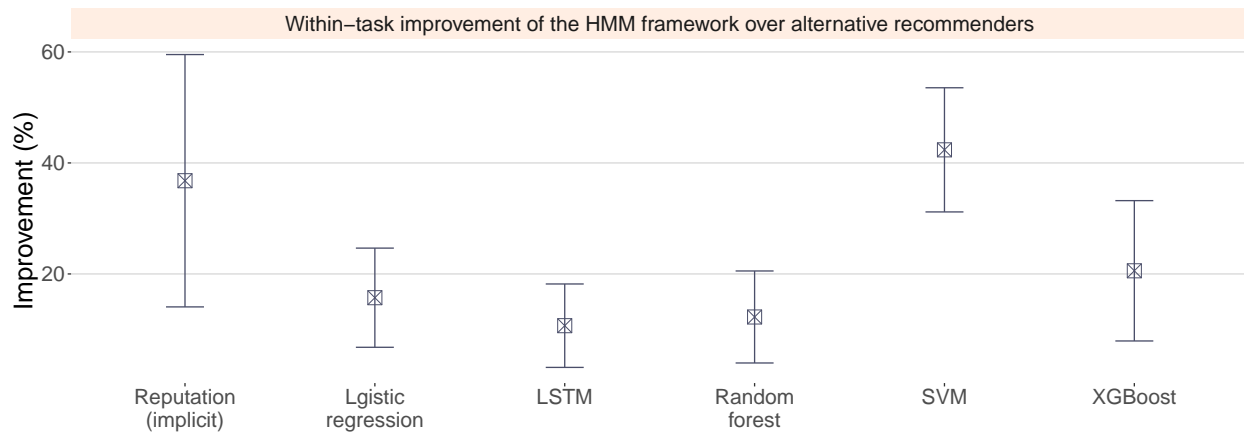 Within−task improvement of the HMM framework over alternative recommenders
60
40
20
Improvement (%)
Reputation
(implicit)
Lgistic
regression
LSTM
Random
forest
SVM
XGBoost